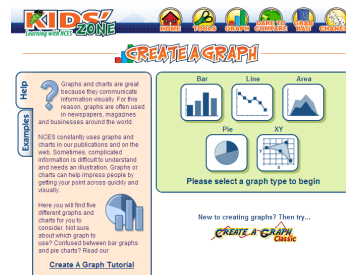 KIDS' ZONE
Learning with NCES
HOME
TOOLS
GRAPH
DARE TO COMPARE
GRAB BAG
CHANCES
CREATE A GRAPH
Help
Examples
Graphs and charts are great
because they communicate
information visually. For this
reason, graphs are often used
in newspapers, magazines
and businesses around the world.
NCES constantly uses graphs and
charts in our publications and on the
web. Sometimes, complicated
information is difficult to understand
and needs an illustration. Graphs or
charts can help impress people by
getting your point across quickly and
visually.
Here you will find five
different graphs and
charts for you to
consider. Not sure
about which graph to
use? Confused between bar graphs
and pie charts? Read our:
Create A Graph Tutorial
Bar
Line
Area
Pie
XY
Please select a graph type to begin
New to creating graphs? Then try...
CREATE A GRAPH
Classic